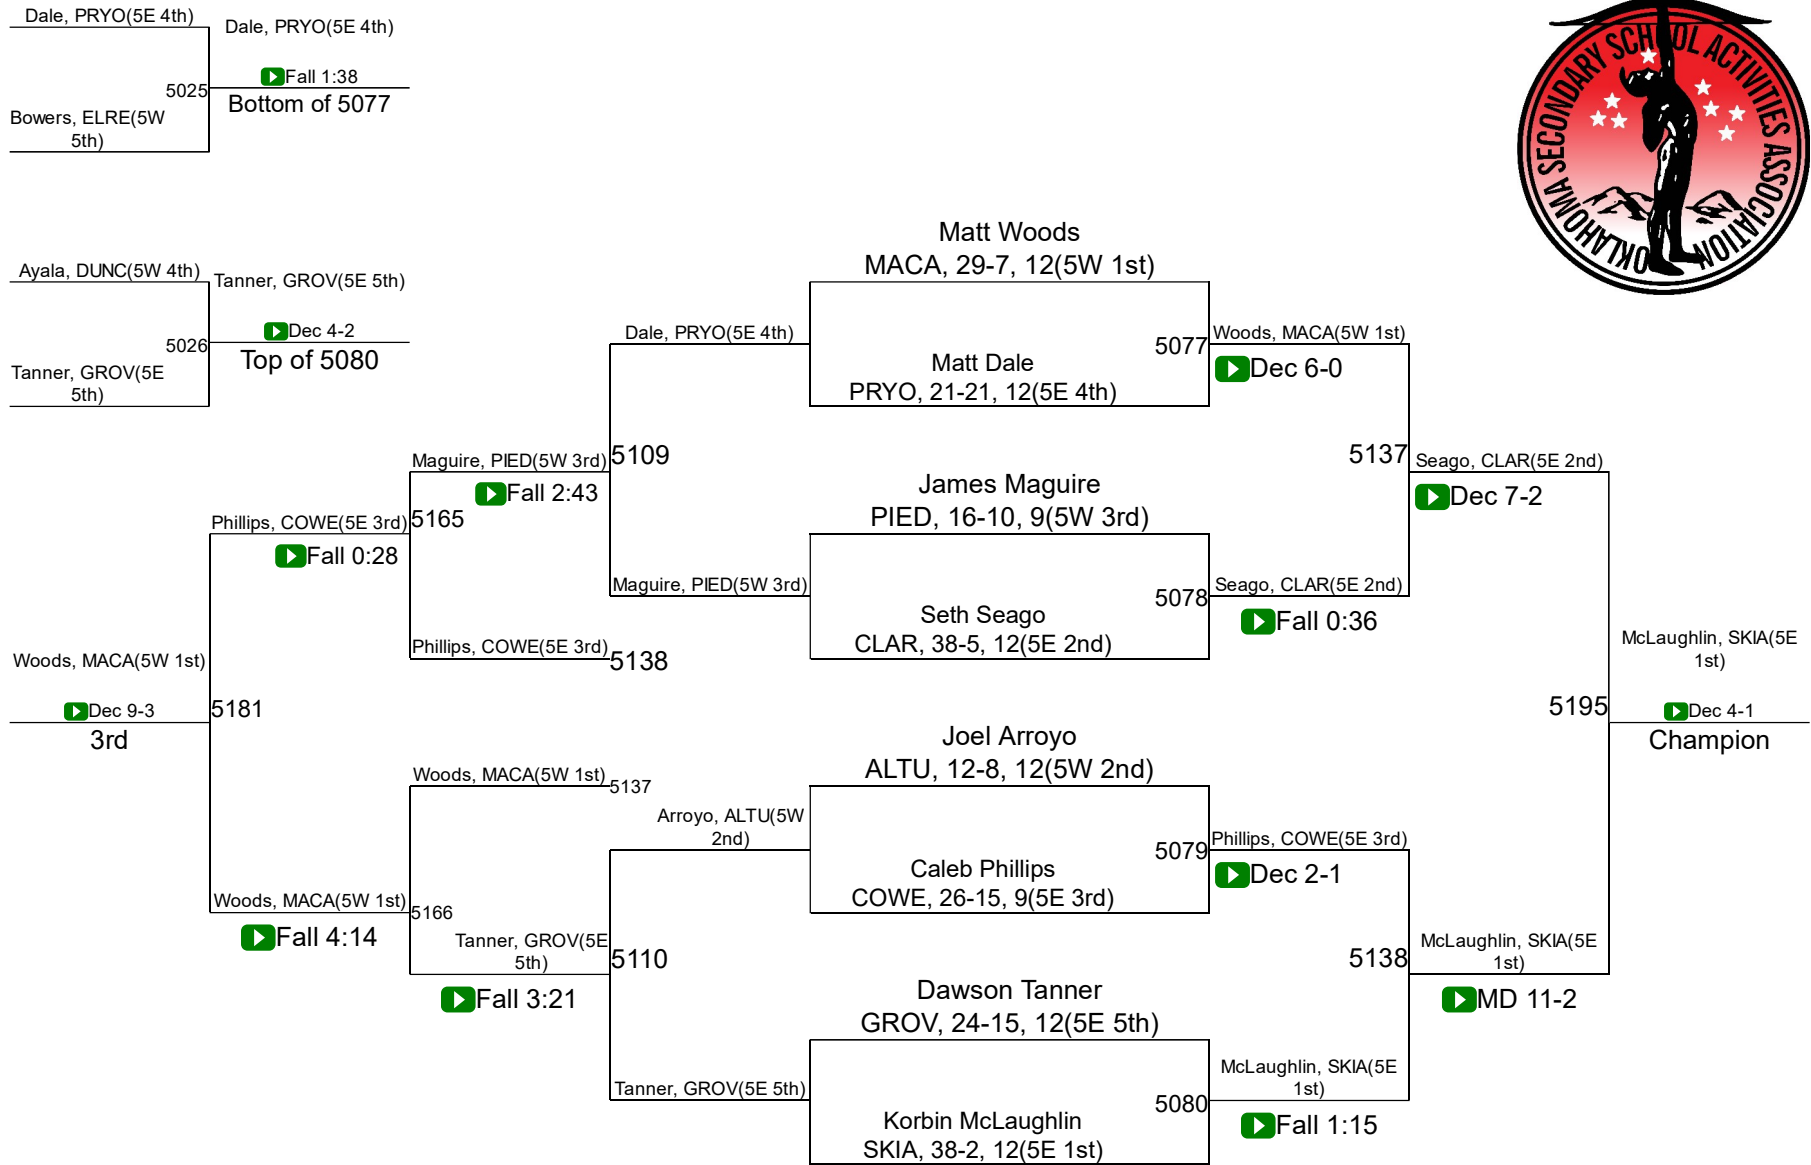 Dale, PRYO(5E 4th)
Dale, PRYO(5E 4th)
Fall 1:38
5025
Bottom of 5077
Bowers, ELRE(5W
5th)
OKLAHOMA SECONDARY SCHOOL ACTIVITIES ASSOCIATION
Ayala, DUNC(5W 4th)
Tanner, GROV(5E 5th)
Dec 4-2
5026
Top of 5080
Tanner, GROV(5E
5th)
Matt Woods
MACA, 29-7, 12(5W 1st)
Dale, PRYO(5E 4th)
5077
Woods, MACA(5W 1st)
Matt Dale
PRYO, 21-21, 12(5E 4th)
Dec 6-0
Maguire, PIED(5W 3rd)
5109
Fall 2:43
5137
Seago, CLAR(5E 2nd)
Dec 7-2
James Maguire
PIED, 16-10, 9(5W 3rd)
Phillips, COWE(5E 3rd)
5165
Fall 0:28
Maguire, PIED(5W 3rd)
5078
Seago, CLAR(5E 2nd)
Seth Seago
CLAR, 38-5, 12(5E 2nd)
Fall 0:36
Phillips, COWE(5E 3rd)
5138
Woods, MACA(5W 1st)
Dec 9-3
3rd
5181
McLaughlin, SKIA(5E
1st)
5195
Dec 4-1
Champion
Joel Arroyo
ALTU, 12-8, 12(5W 2nd)
Woods, MACA(5W 1st)
5137
Arroyo, ALTU(5W
2nd)
5079
Phillips, COWE(5E 3rd)
Caleb Phillips
COWE, 26-15, 9(5E 3rd)
Dec 2-1
Woods, MACA(5W 1st)
5166
Fall 4:14
Tanner, GROV(5E
5th)
5110
Fall 3:21
5138
McLaughlin, SKIA(5E
1st)
MD 11-2
Dawson Tanner
GROV, 24-15, 12(5E 5th)
Tanner, GROV(5E 5th)
5080
McLaughlin, SKIA(5E
1st)
Korbin McLaughlin
SKIA, 38-2, 12(5E 1st)
Fall 1:15